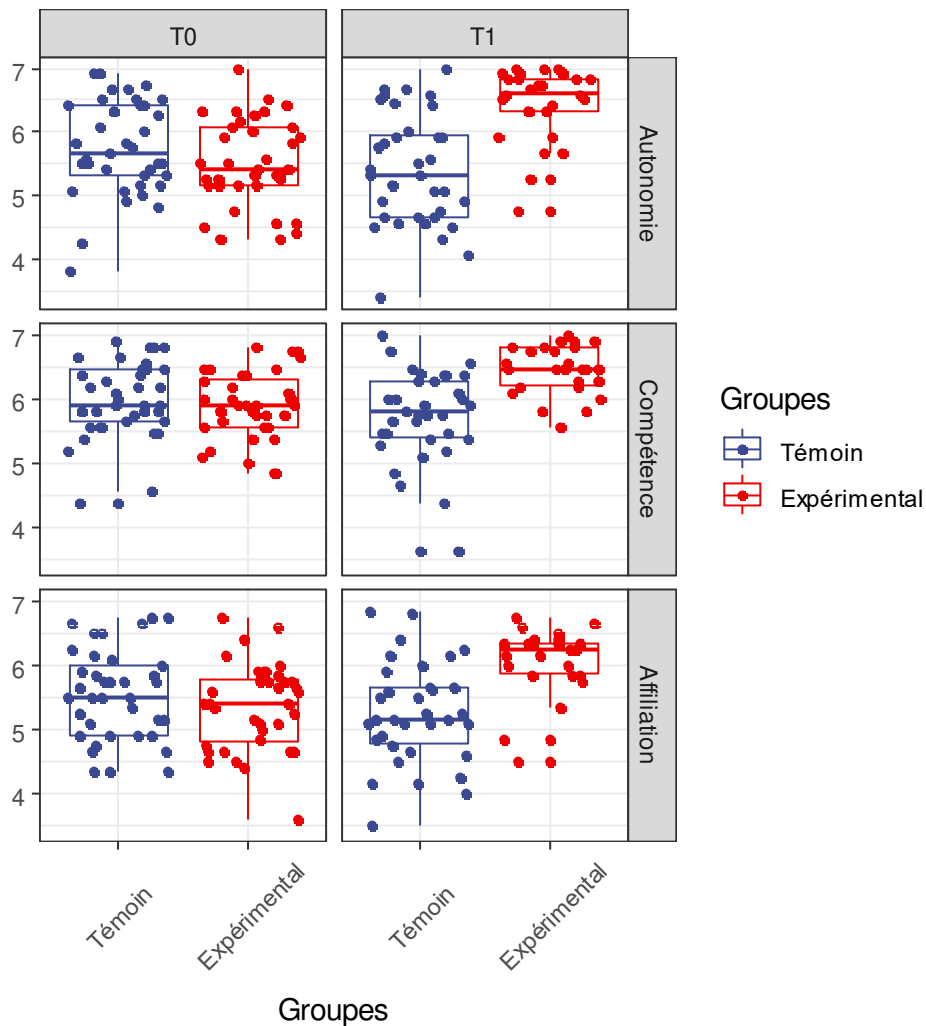 T0 T1
7
6
5
4
Autonomie
7
6
5
4
Compétence
7
6
5
4
Affiliation
Témoin Expérimental Témoin Expérimental
Groupes
Groupes
Témoin
Expérimental